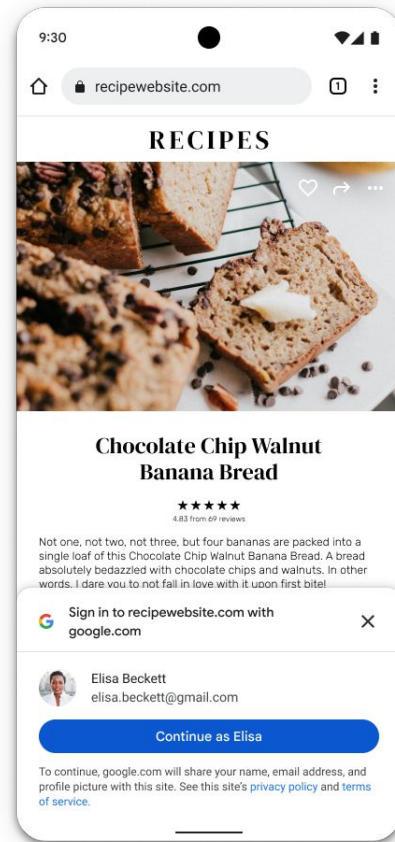 9:30
recipewebsite.com
1
RECIPES
Chocolate Chip Walnut
Banana Bread
★★★★★
4.83 from 69 reviews
Not one, not two, not three, but four bananas are packed into a
single loaf of this Chocolate Chip Walnut Banana Bread. A bread
absolutely bedazzled with chocolate chips and walnuts. In other
words, I dare you to not fall in love with it upon first bite!
Sign in to recipewebsite.com with
google.com
Elisa Beckett
elisa.beckett@gmail.com
Continue as Elisa
To continue, google.com will share your name, email address, and
profile picture with this site. See this site's privacy policy and terms
of service.